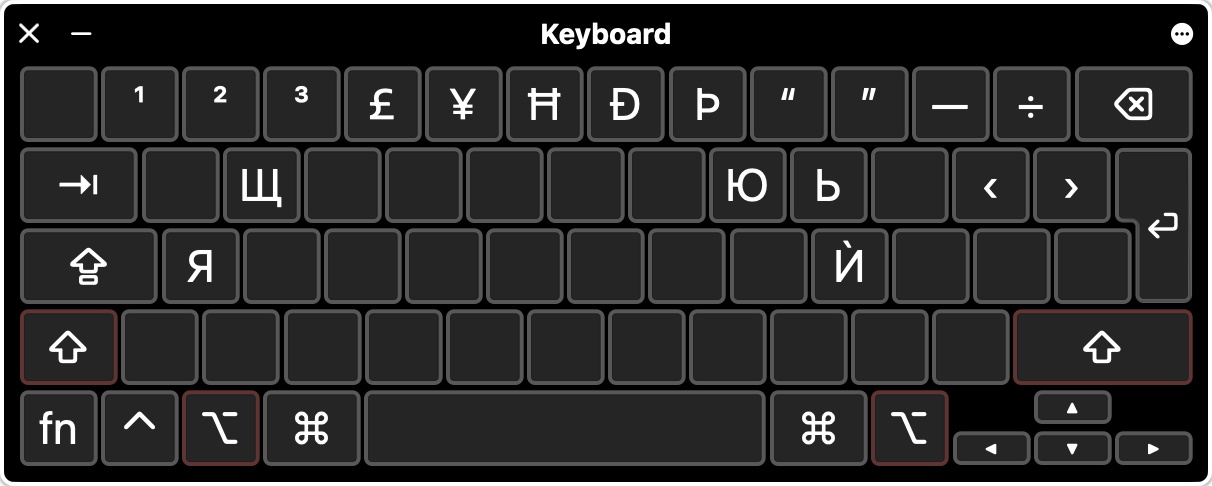 Keyboard
¹ ² ³ £ ¥ Ħ Đ Þ “ ” — ÷
Щ Ю Ь ‹ ›
Я Ѝ
fn ⌥ ⌘ ⌘ ⌥